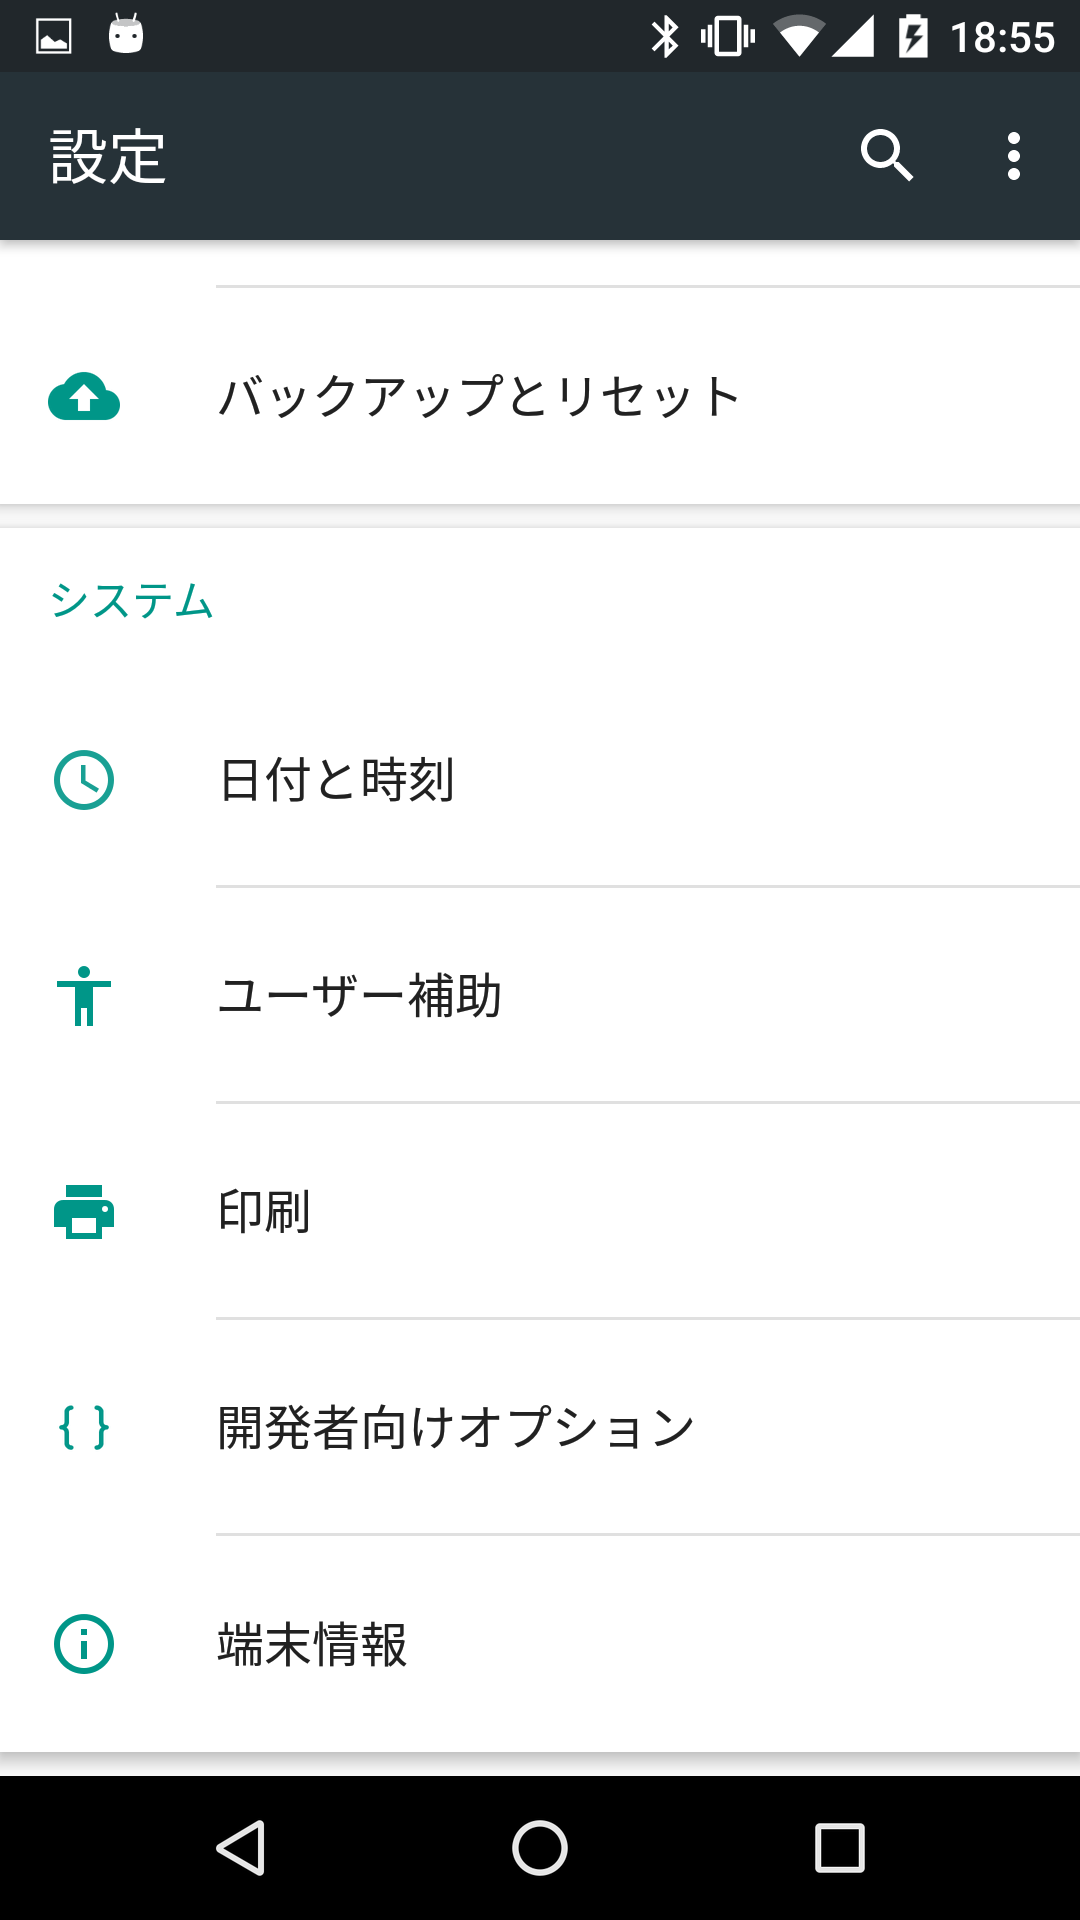 18:55
設定
バックアップとリセット
システム
日付と時刻
ユーザー補助
印刷
開発者向けオプション
端末情報